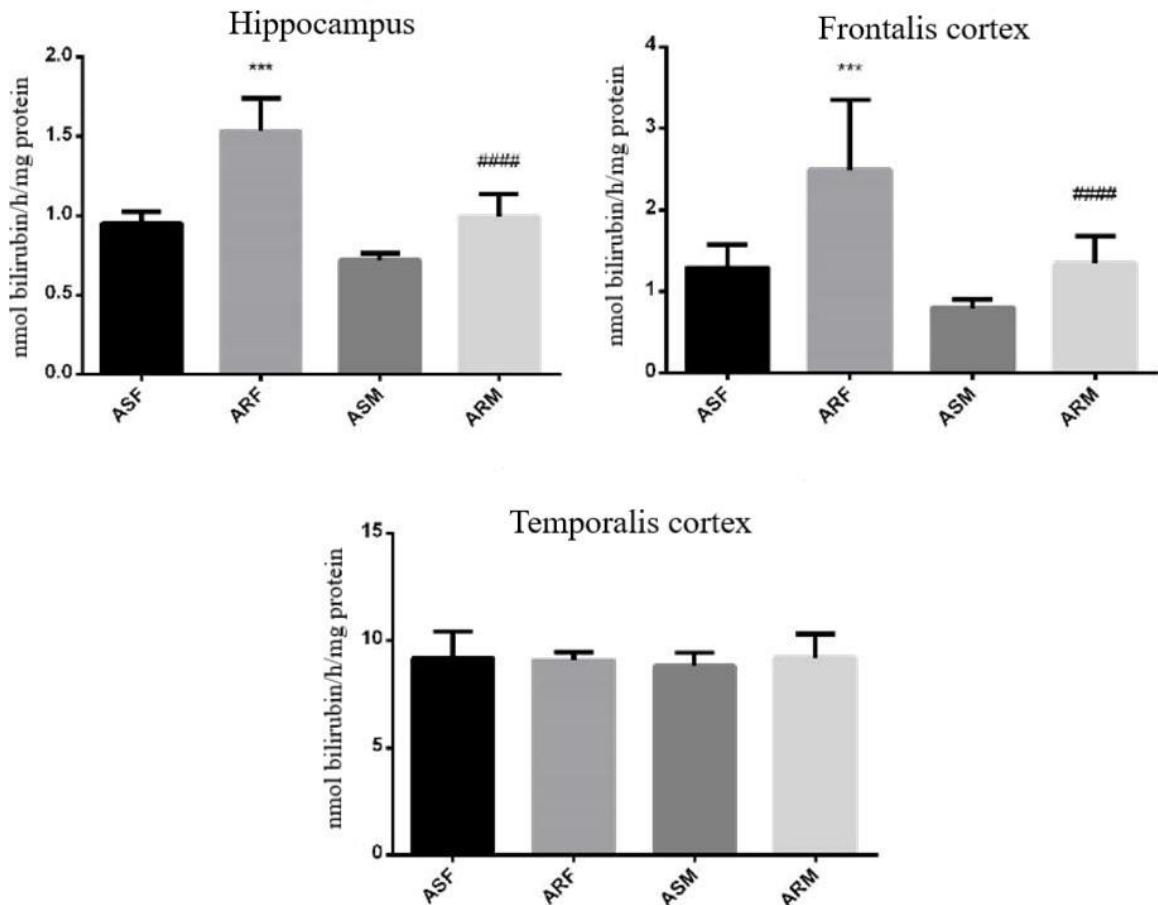 Hippocampus
nmol bilirubin/h/mg protein
2.0
1.5
1.0
0.5
0.0
***
####
ASF
ARF
ASM
ARM
Frontalis cortex
nmol bilirubin/h/mg protein
4
3
2
1
0
***
####
ASF
ARF
ASM
ARM
Temporalis cortex
nmol bilirubin/h/mg protein
15
10
5
0
ASF
ARF
ASM
ARM